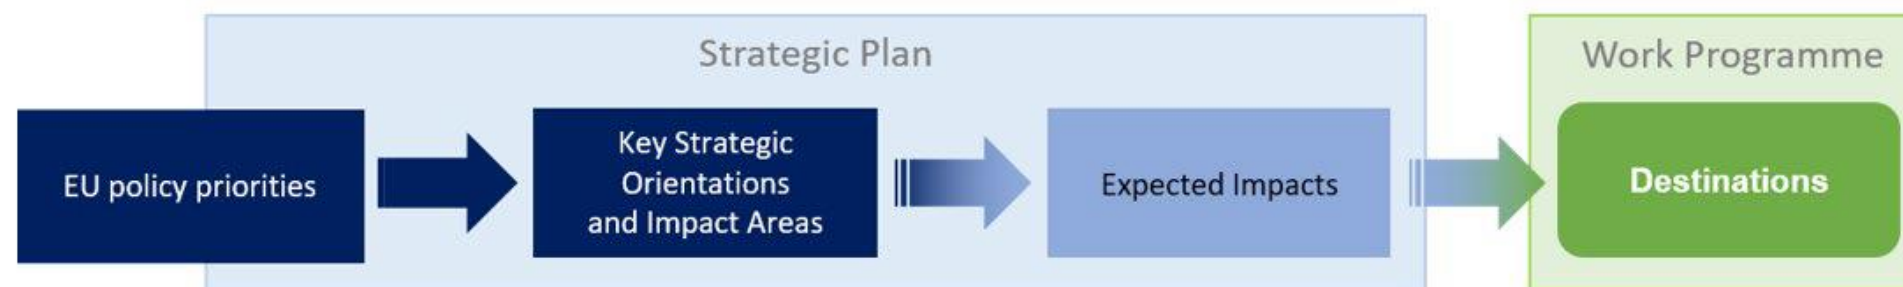 Strategic Plan
Work Programme
EU policy priorities
Key Strategic
Orientations
and Impact Areas
Expected Impacts
Destinations